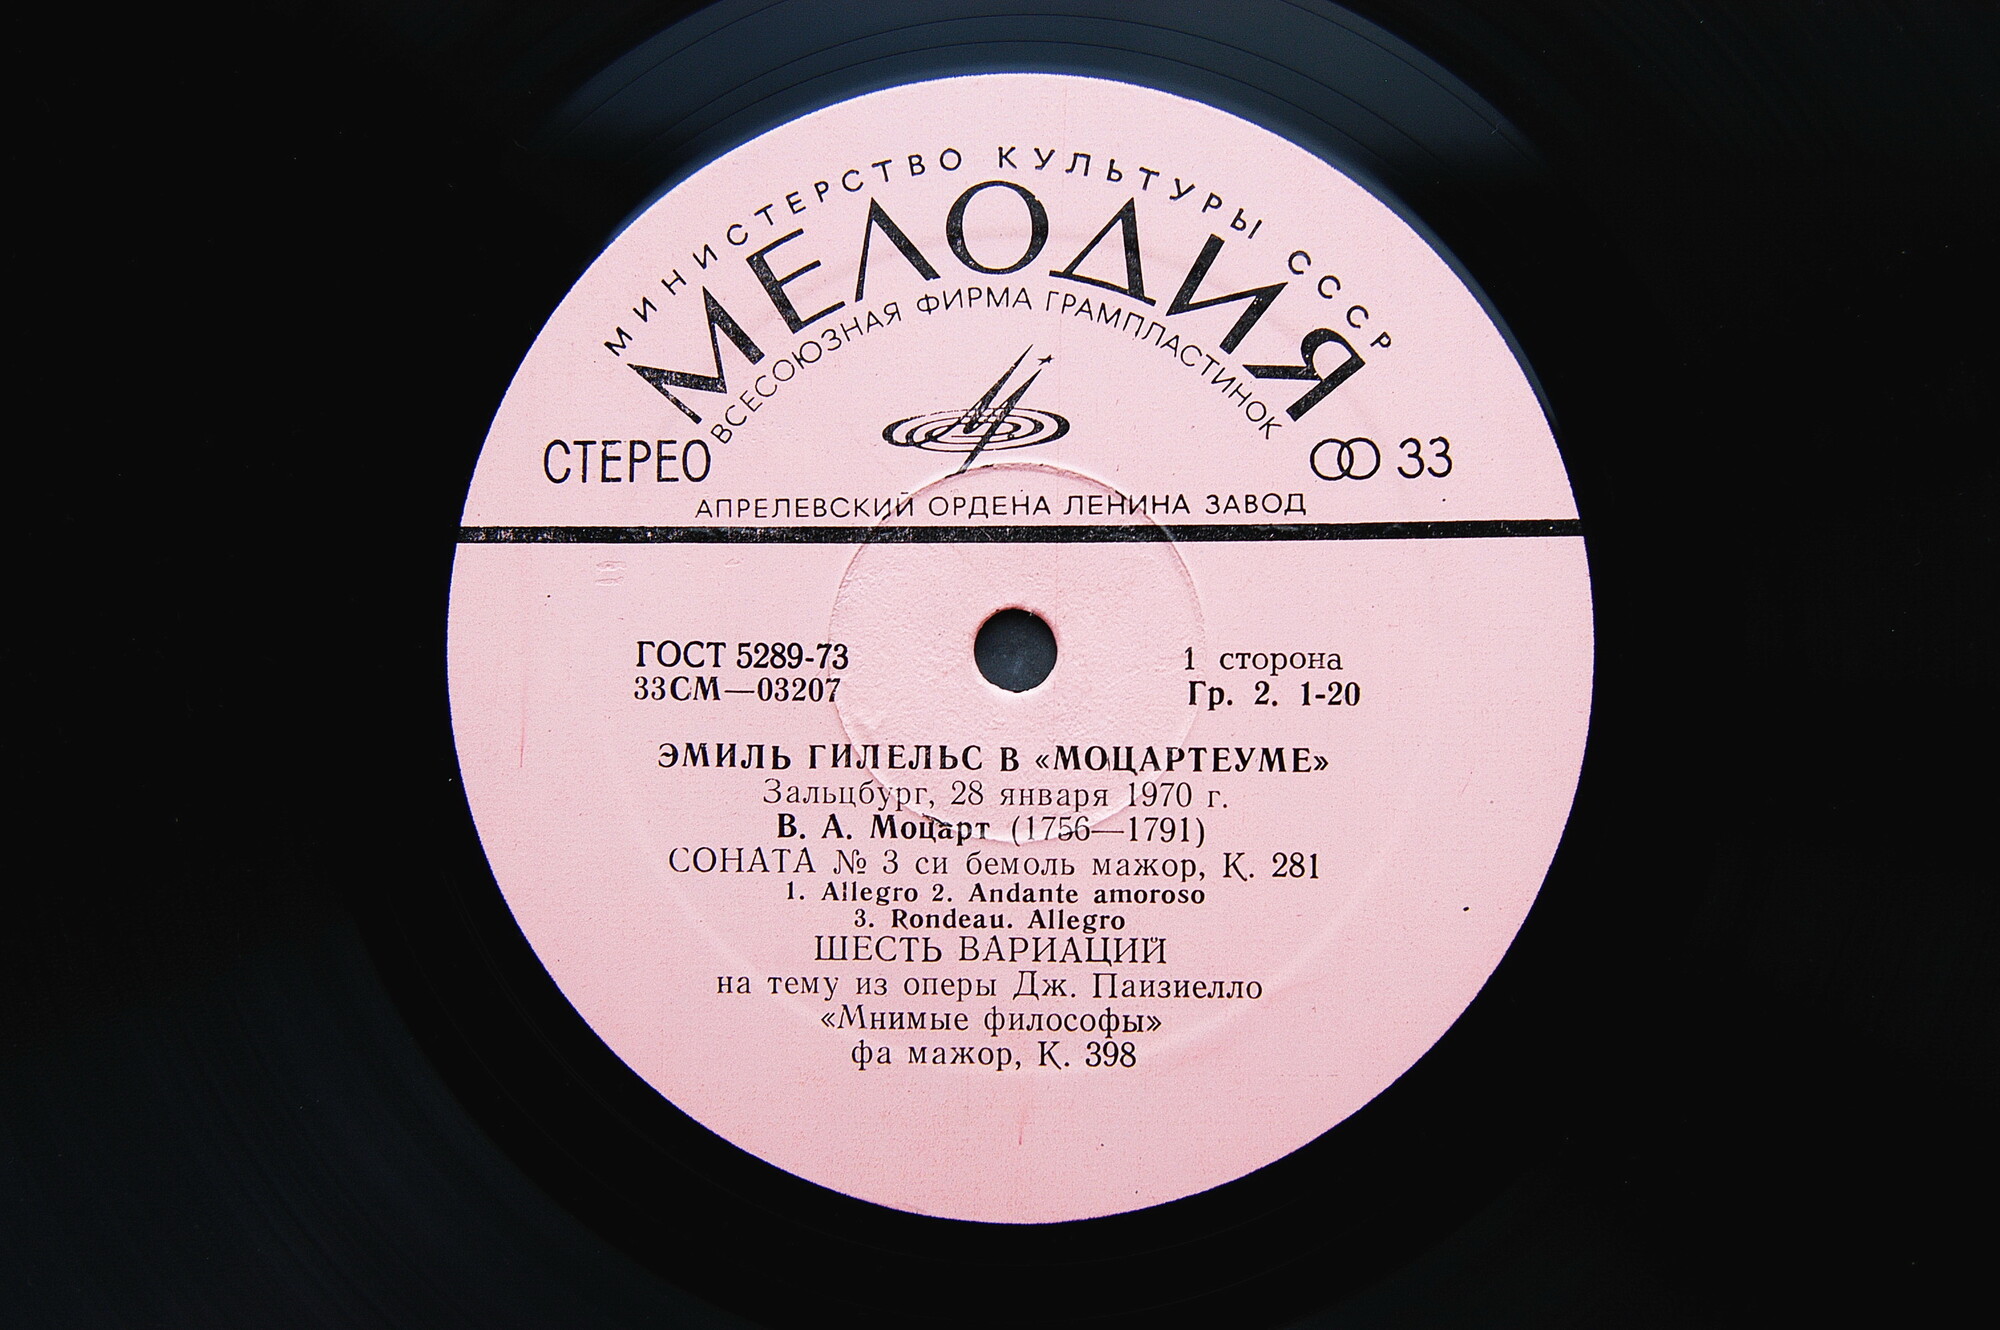 МИНИСТЕРСТВО КУЛЬТУРЫ СССР
МЕЛОДИЯ
ВСЕСОЮЗНАЯ ФИРМА ГРАМПЛАСТИНОК
СТЕРЕО
33
АПРЕЛЕВСКИЙ ОРДЕНА ЛЕНИНА ЗАВОД
ГОСТ 5289-73
33СМ—03207
1 сторона
Гр. 2. 1-20
ЭМИЛЬ ГИЛЕЛЬС В «МОЦАРТЕУМЕ»
Зальцбург, 28 января 1970 г.
В. А. Моцарт (1756—1791)
СОНАТА № 3 си бемоль мажор, К. 281
1. Allegro 2. Andante amoroso
3. Rondeau. Allegro
ШЕСТЬ ВАРИАЦИЙ
на тему из оперы Дж. Паизиелло
«Мнимые философы»
фа мажор, К. 398